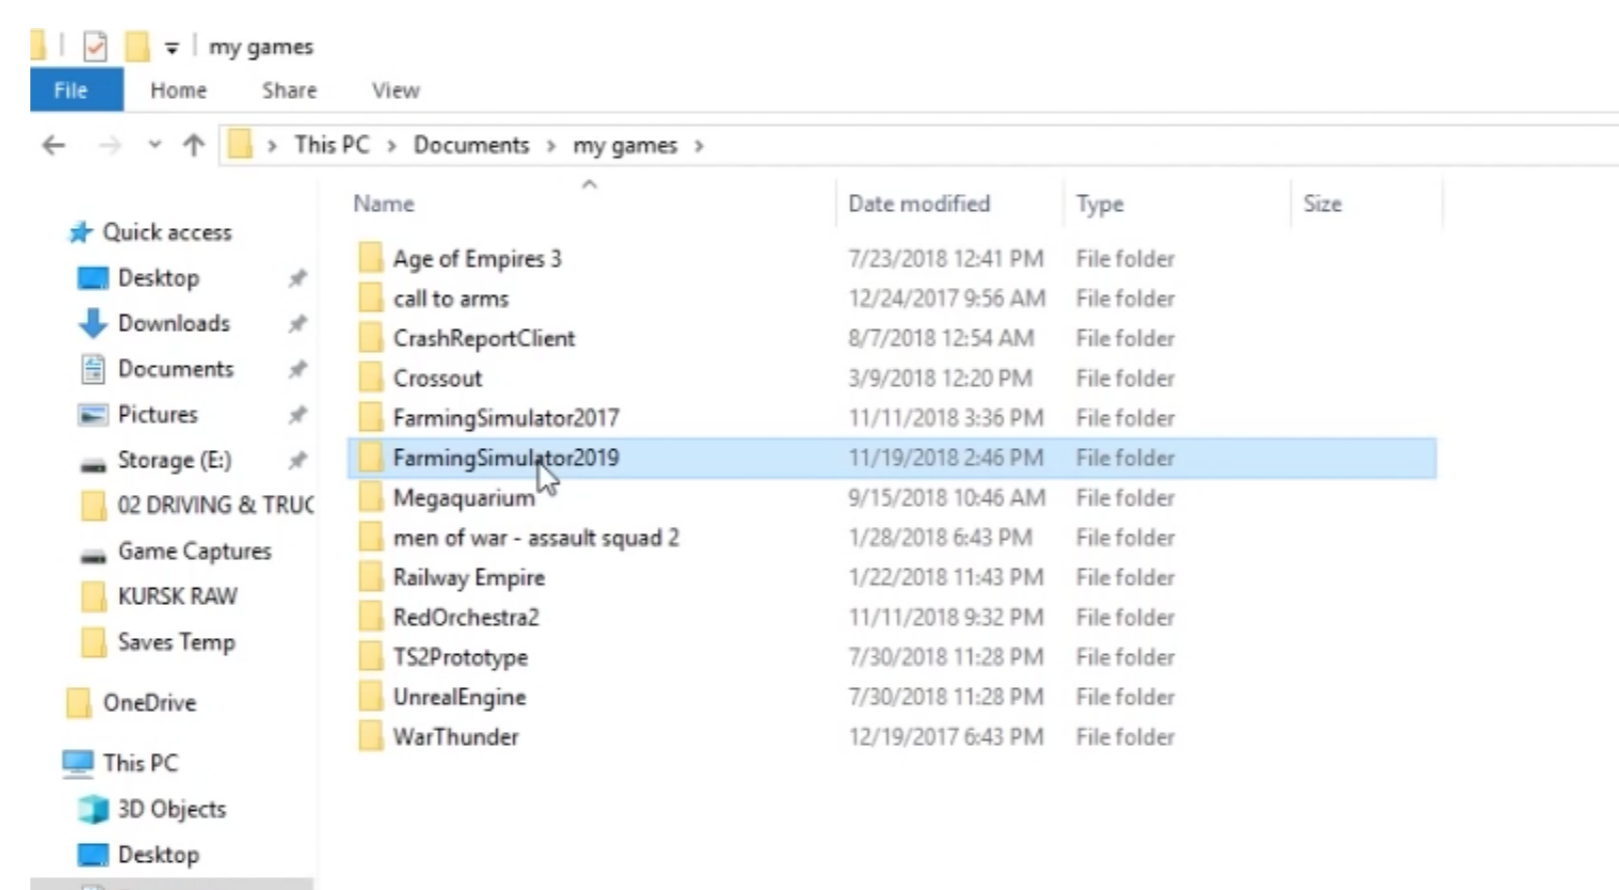 my games
File Home Share View
This PC > Documents > my games >
Name Date modified Type Size
Quick access
Desktop
Downloads
Documents
Pictures
Storage (E:)
02 DRIVING & TRUC
Game Captures
KURSK RAW
Saves Temp
OneDrive
This PC
3D Objects
Desktop
Age of Empires 3 7/23/2018 12:41 PM File folder
call to arms 12/24/2017 9:56 AM File folder
CrashReportClient 8/7/2018 12:54 AM File folder
Crossout 3/9/2018 12:20 PM File folder
FarmingSimulator2017 11/11/2018 3:36 PM File folder
FarmingSimulator2019 11/19/2018 2:46 PM File folder
Megaquarium 9/15/2018 10:46 AM File folder
men of war - assault squad 2 1/28/2018 6:43 PM File folder
Railway Empire 1/22/2018 11:43 PM File folder
RedOrchestra2 11/11/2018 9:32 PM File folder
TS2Prototype 7/30/2018 11:28 PM File folder
UnrealEngine 7/30/2018 11:28 PM File folder
WarThunder 12/19/2017 6:43 PM File folder